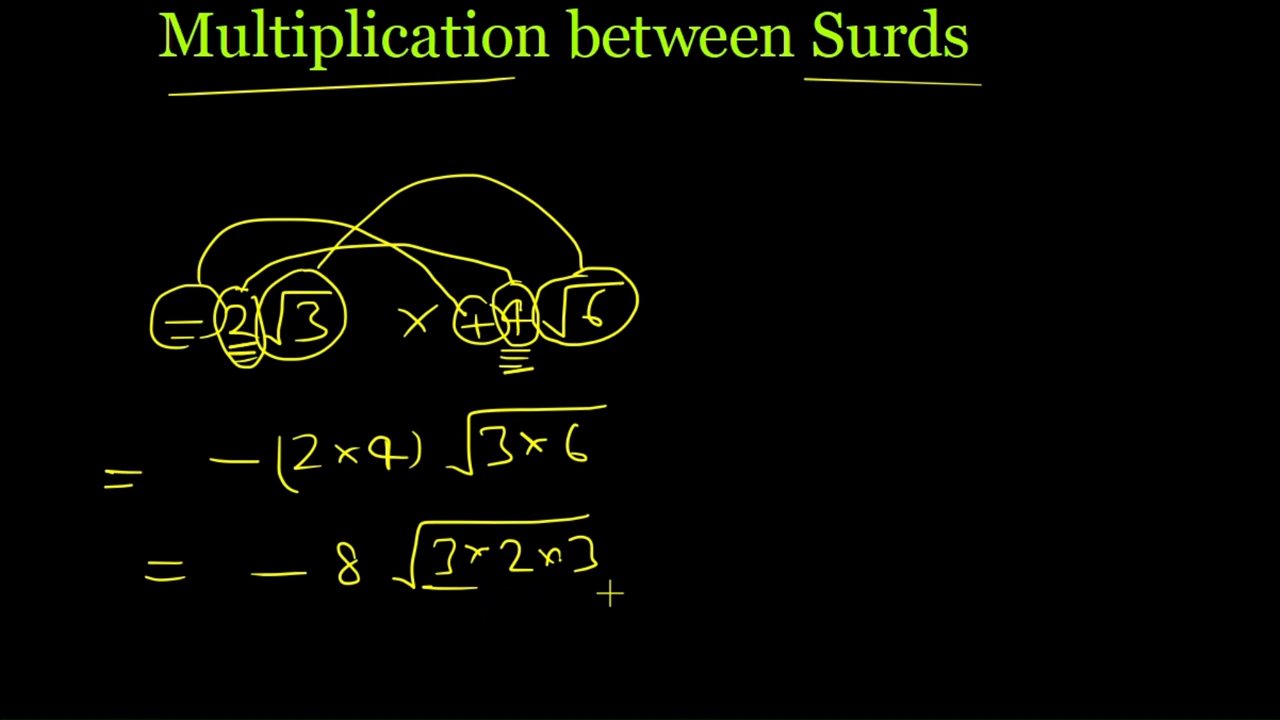 Multiplication between Surds
- 2 √3 × + 4 √6
= - (2 × 4) √3 × 6
= - 8 √3 × 2 × 3